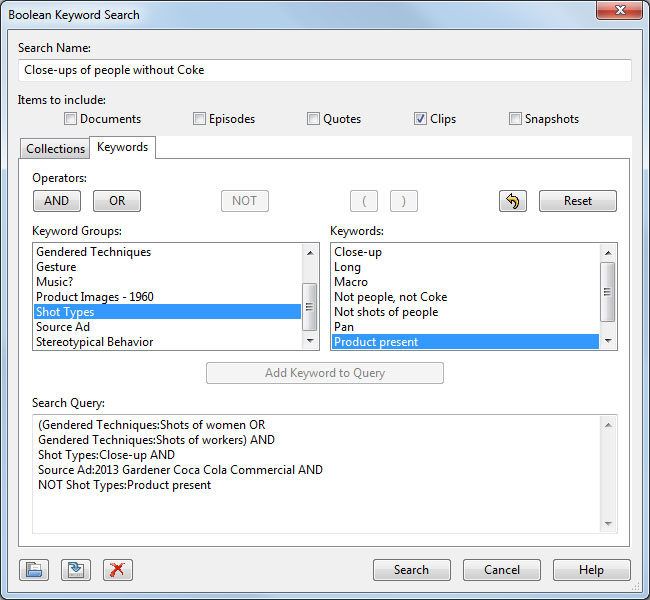 Boolean Keyword Search
Search Name:
Close-ups of people without Coke
Items to include:
Documents Episodes Quotes Clips Snapshots
Collections Keywords
Operators:
AND OR NOT ( ) Reset
Keyword Groups: Keywords:
Gendered Techniques Close-up
Gesture Long
Music? Macro
Product Images - 1960 Not people, not Coke
Shot Types Not shots of people
Source Ad Pan
Stereotypical Behavior Product present
Add Keyword to Query
Search Query:
(Gendered Techniques:Shots of women OR
Gendered Techniques:Shots of workers) AND
Shot Types:Close-up AND
Source Ad:2013 Gardener Coca Cola Commercial AND
NOT Shot Types:Product present
Search Cancel Help